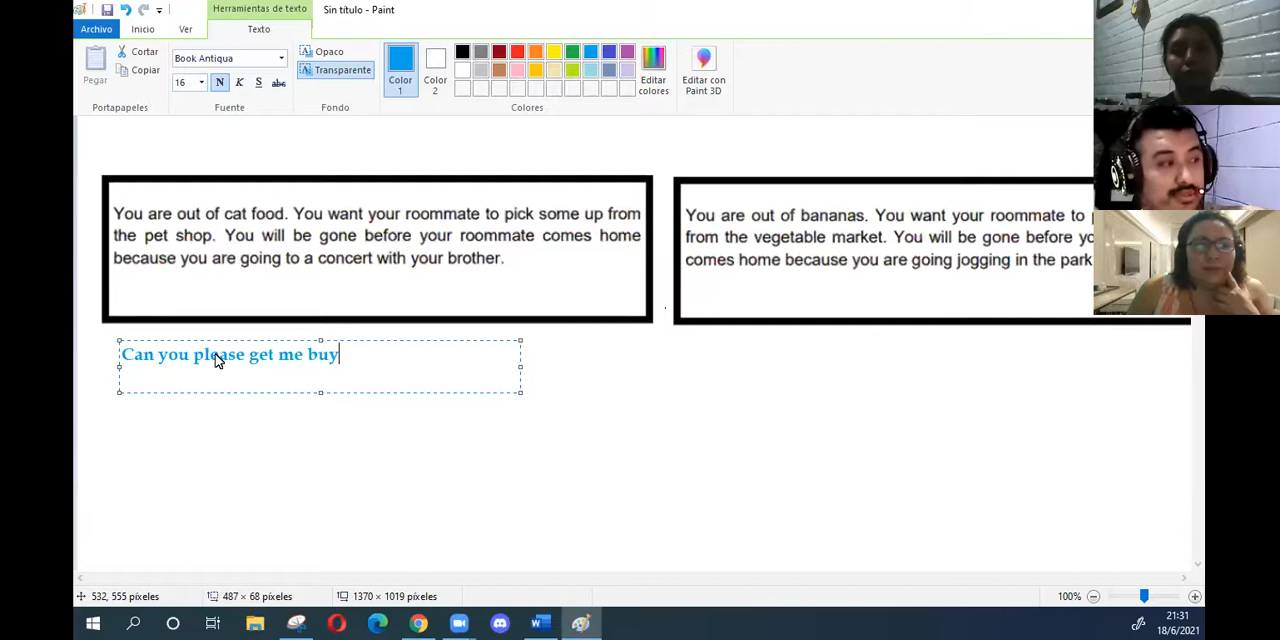 Herramientas de texto
Sin título - Paint
Archivo
Inicio
Ver
Texto
Pegar
Cortar
Copiar
Portapapeles
Book Antiqua
16
N
K
S
abc
Fuente
Opaco
Transparente
Fondo
Color 1
Color 2
Editar colores
Editar con Paint 3D
Colores
You are out of cat food. You want your roommate to pick some up from
the pet shop. You will be gone before your roommate comes home
because you are going to a concert with your brother.
You are out of bananas. You want your roommate to
from the vegetable market. You will be gone before
comes home because you are going jogging in the park
Can you please get me buy
532, 555 píxeles
487 × 68 píxeles
1370 × 1019 píxeles
100%
21:31
18/6/2021